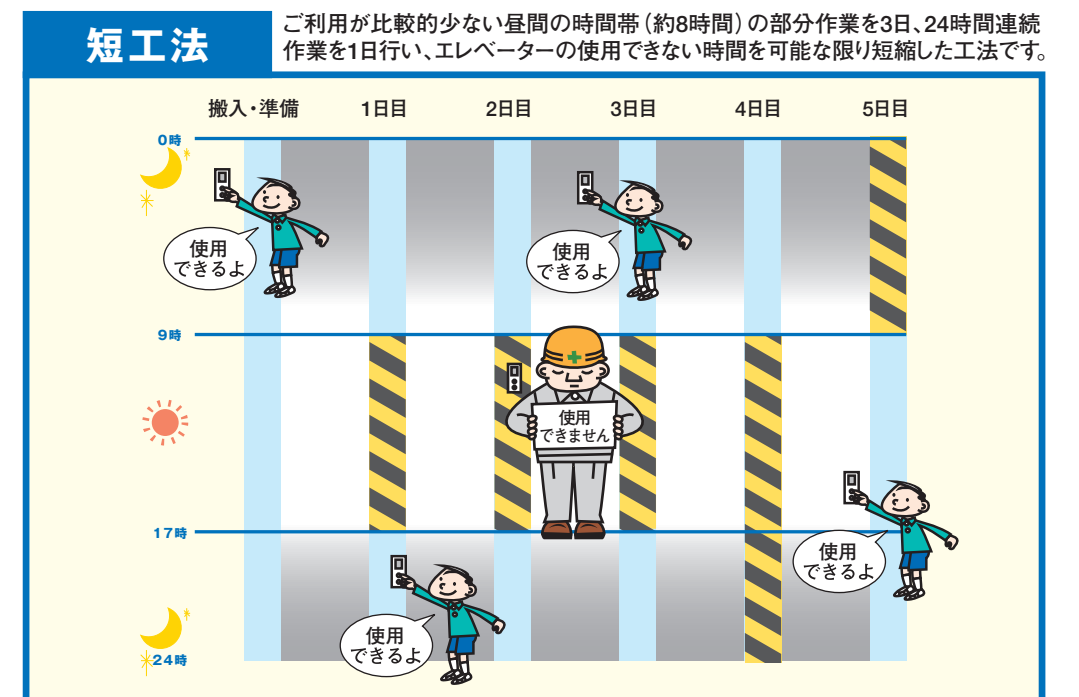 短工法
ご利用が比較的少ない昼間の時間帯(約8時間)の部分作業を3日、24時間連続
作業を1日行い、エレベーターの使用できない時間を可能な限り短縮した工法です。
搬入・準備 1日目 2日目 3日目 4日目 5日目
0時
使用
できるよ
使用
できるよ
9時
使用
できません
17時
使用
できるよ
使用
できるよ
24時